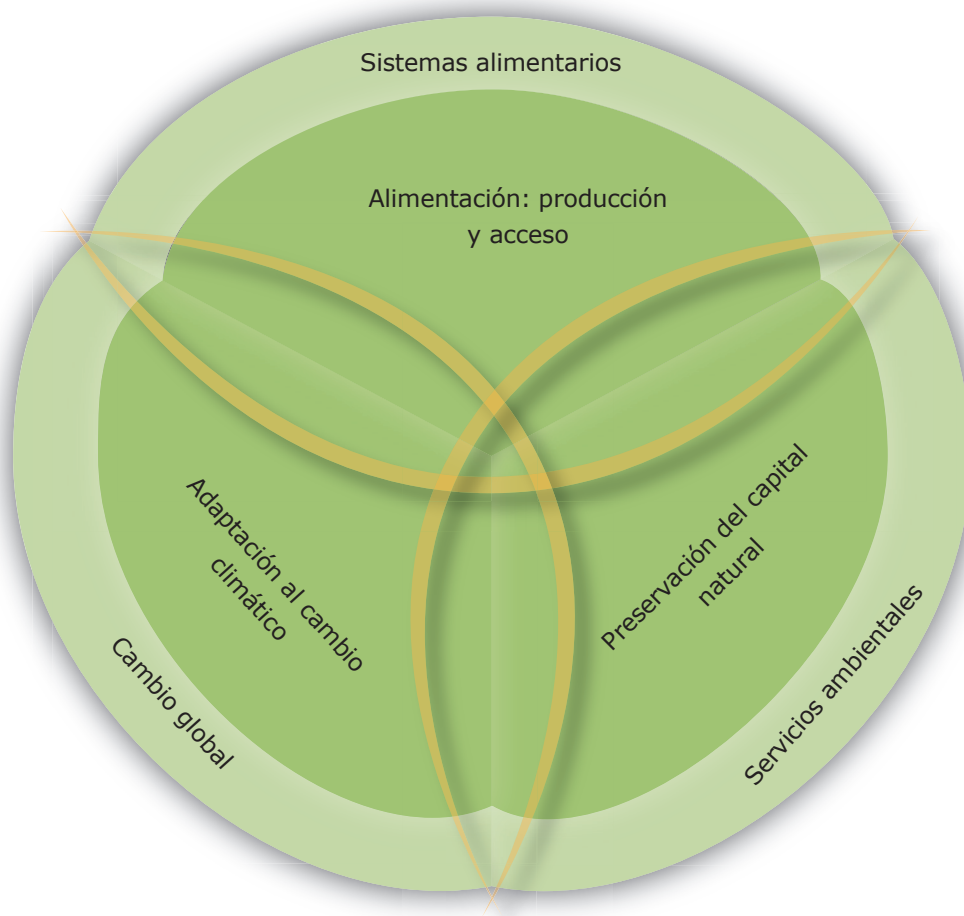 Sistemas alimentarios
Alimentación: producción
y acceso
Adaptación al cambio
climático
Preservación del capital
natural
Cambio global
Servicios ambientales